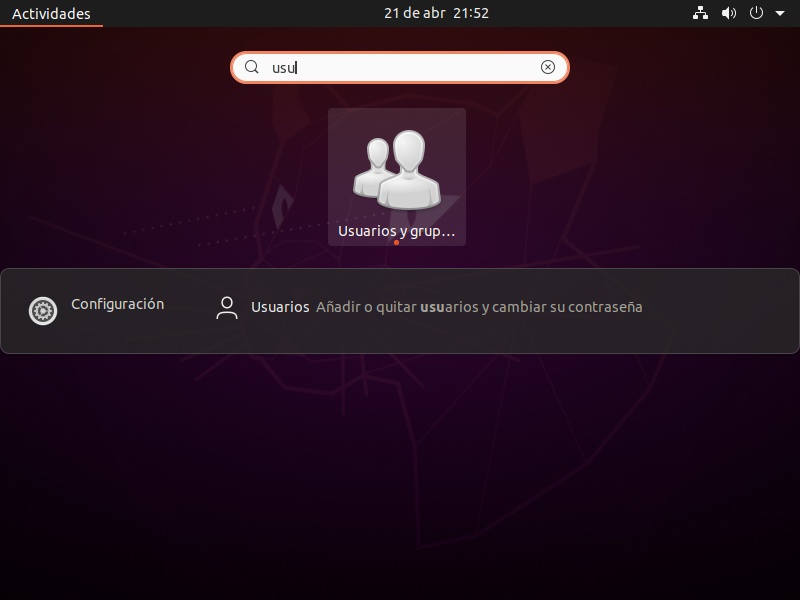 Actividades
21 de abr 21:52
usu
Usuarios y grup...
Configuración
Usuarios Añadir o quitar usuarios y cambiar su contraseña